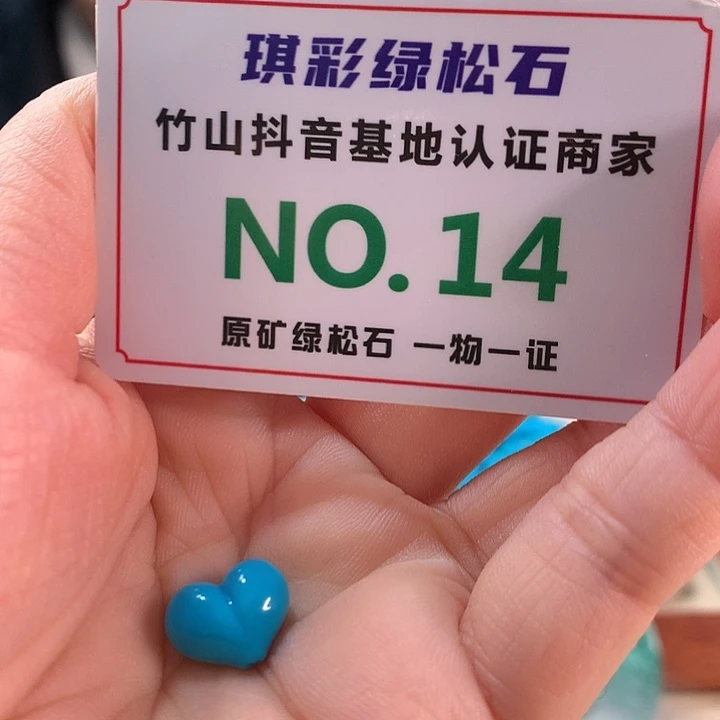 琪彩绿松石
竹山抖音基地认证商家
NO.14
原矿绿松石 一物一证